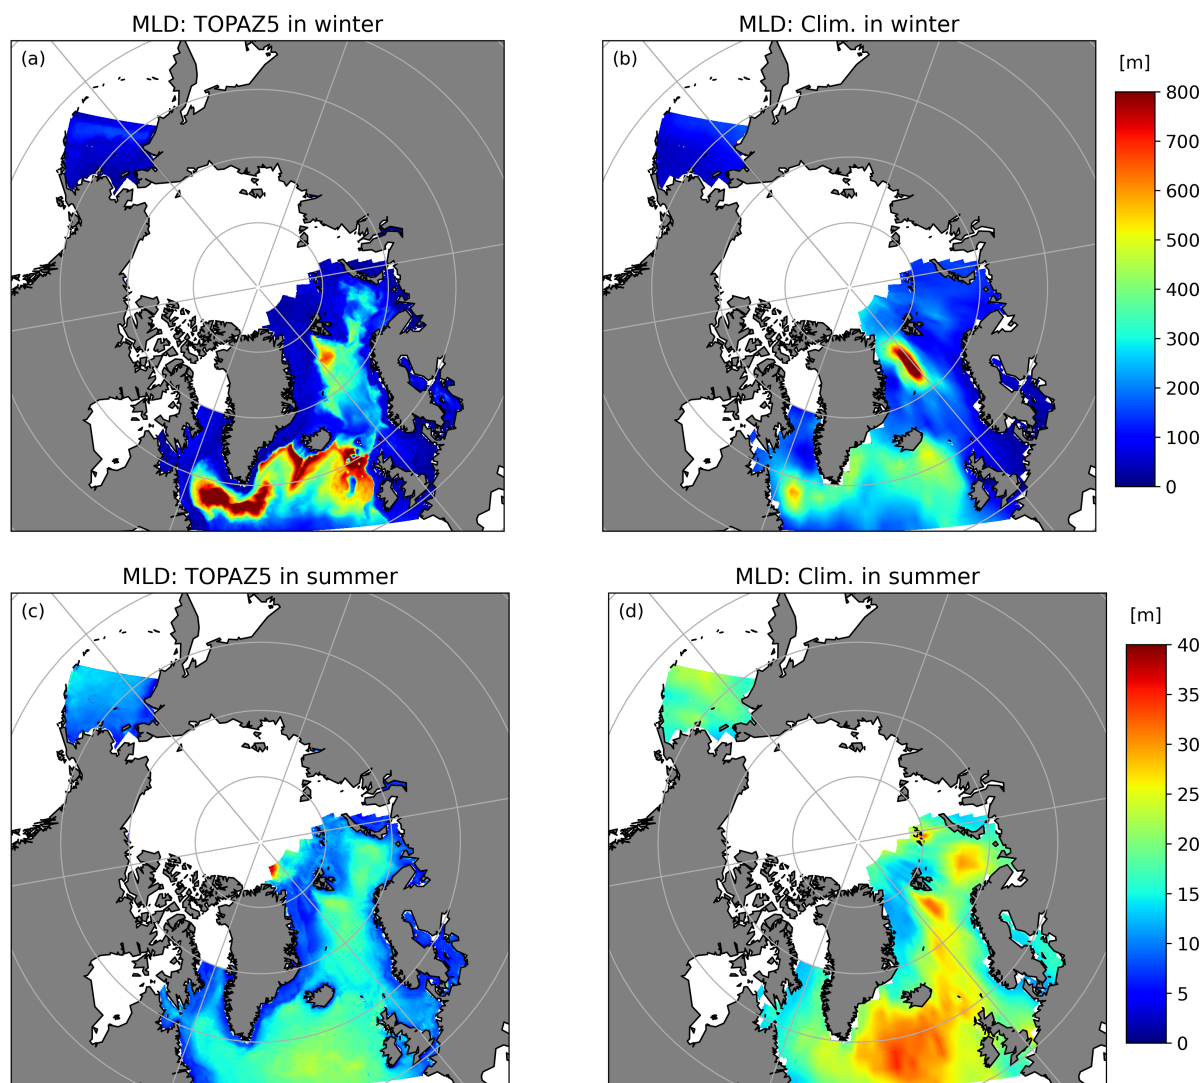 MLD: TOPAZ5 in winter
MLD: Clim. in winter
(a)
(b)
[m]
800
700
600
500
400
300
200
100
0
MLD: TOPAZ5 in summer
MLD: Clim. in summer
(c)
(d)
[m]
40
35
30
25
20
15
10
5
0